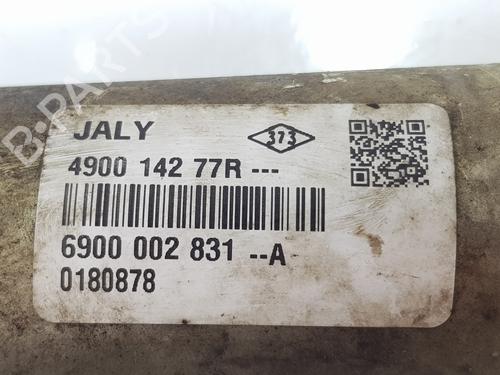 B-PARTS
JALY
373
4900 142 77R ---
6900 002 831 --A
0180878